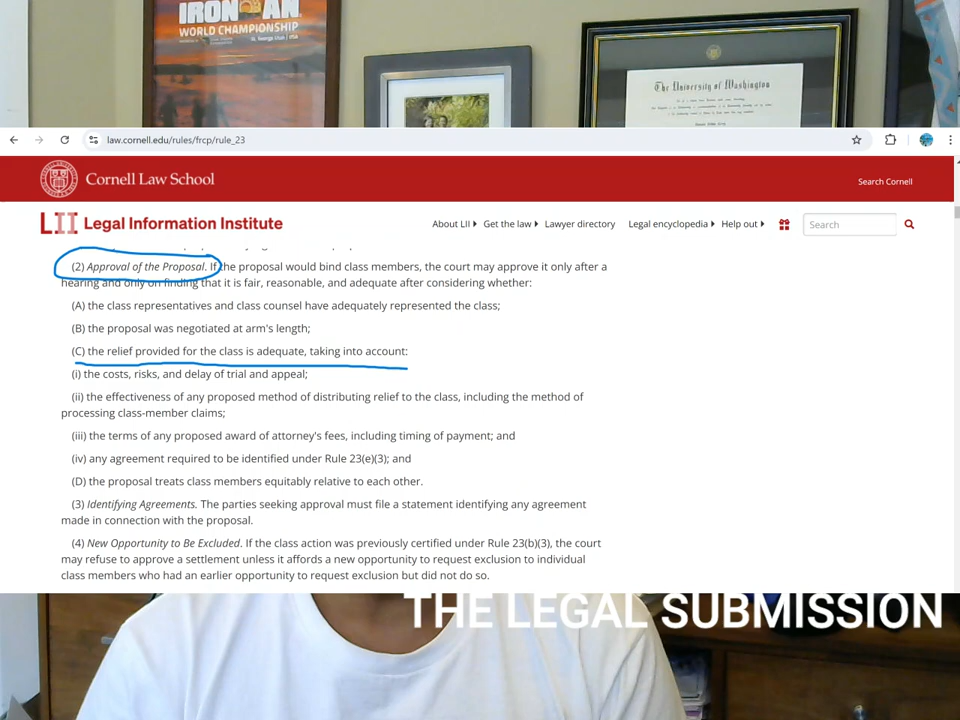 IRONMAN
WORLD CHAMPIONSHIP
The University of Washington
law.cornell.edu/rules/frcp/rule_23
Cornell Law School
Search Cornell
LII Legal Information Institute
About LII Get the law Lawyer directory Legal encyclopedia Help out Search
(2) Approval of the Proposal. If the proposal would bind class members, the court may approve it only after a
hearing and only on finding that it is fair, reasonable, and adequate after considering whether:
(A) the class representatives and class counsel have adequately represented the class;
(B) the proposal was negotiated at arm's length;
(C) the relief provided for the class is adequate, taking into account:
(i) the costs, risks, and delay of trial and appeal;
(ii) the effectiveness of any proposed method of distributing relief to the class, including the method of
processing class-member claims;
(iii) the terms of any proposed award of attorney's fees, including timing of payment; and
(iv) any agreement required to be identified under Rule 23(e)(3); and
(D) the proposal treats class members equitably relative to each other.
(3) Identifying Agreements. The parties seeking approval must file a statement identifying any agreement
made in connection with the proposal.
(4) New Opportunity to Be Excluded. If the class action was previously certified under Rule 23(b)(3), the court
may refuse to approve a settlement unless it affords a new opportunity to request exclusion to individual
class members who had an earlier opportunity to request exclusion but did not do so.
THE LEGAL SUBMISSION